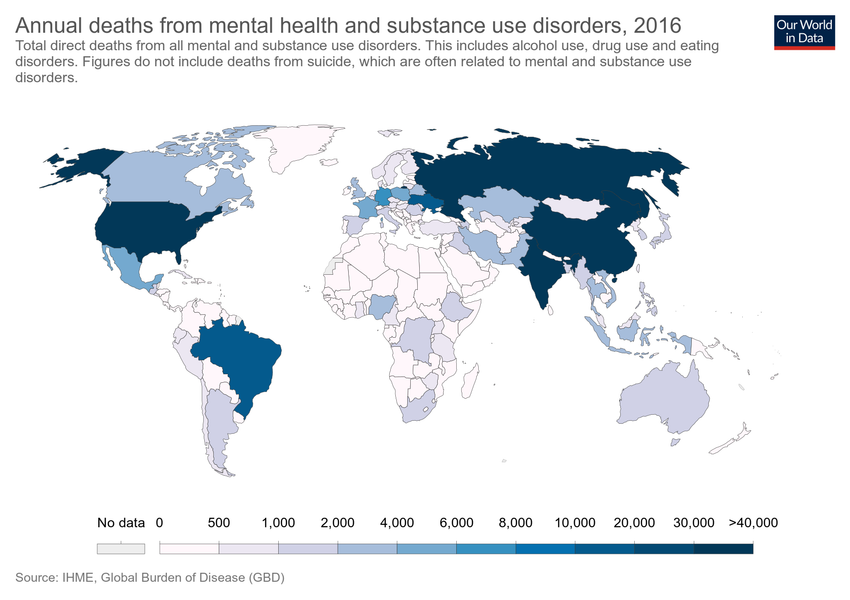 Annual deaths from mental health and substance use disorders, 2016
Our World
in Data
Total direct deaths from all mental and substance use disorders. This includes alcohol use, drug use and eating
disorders. Figures do not include deaths from suicide, which are often related to mental and substance use
disorders.
No data 0 500 1,000 2,000 4,000 6,000 8,000 10,000 20,000 30,000 >40,000
Source: IHME, Global Burden of Disease (GBD)